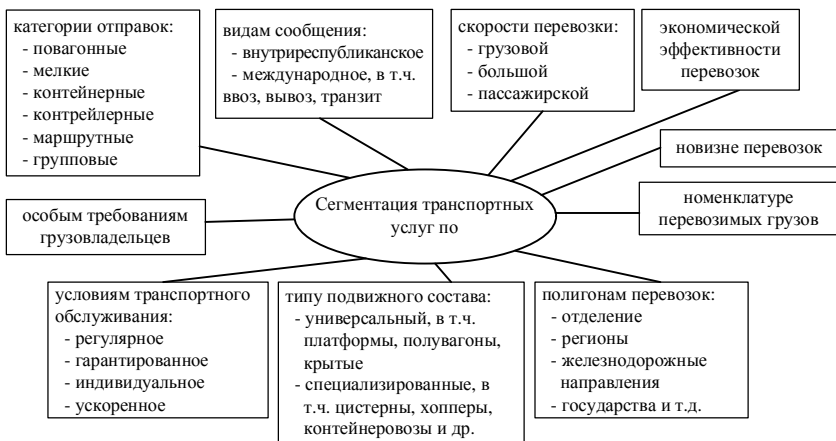 категории отправок:
- повагонные
- мелкие
- контейнерные
- контрейлерные
- маршрутные
- групповые
видам сообщения:
- внутриреспубликанское
- международное, в т.ч.
ввоз, вывоз, транзит
скорости перевозки:
- грузовой
- большой
- пассажирской
экономической
эффективности
перевозок
новизне перевозок
особым требованиям
грузовладельцев
Сегментация транспортных
услуг по
номенклатуре
перевозимых грузов
условиям транспортного
обслуживания:
- регулярное
- гарантированное
- индивидуальное
- ускоренное
типу подвижного состава:
- универсальный, в т.ч.
платформы, полувагоны,
крытые
- специализированные, в
т.ч. цистерны, хопперы,
контейнеровозы и др.
полигонам перевозок:
- отделение
- регионы
- железнодорожные
направления
- государства и т.д.